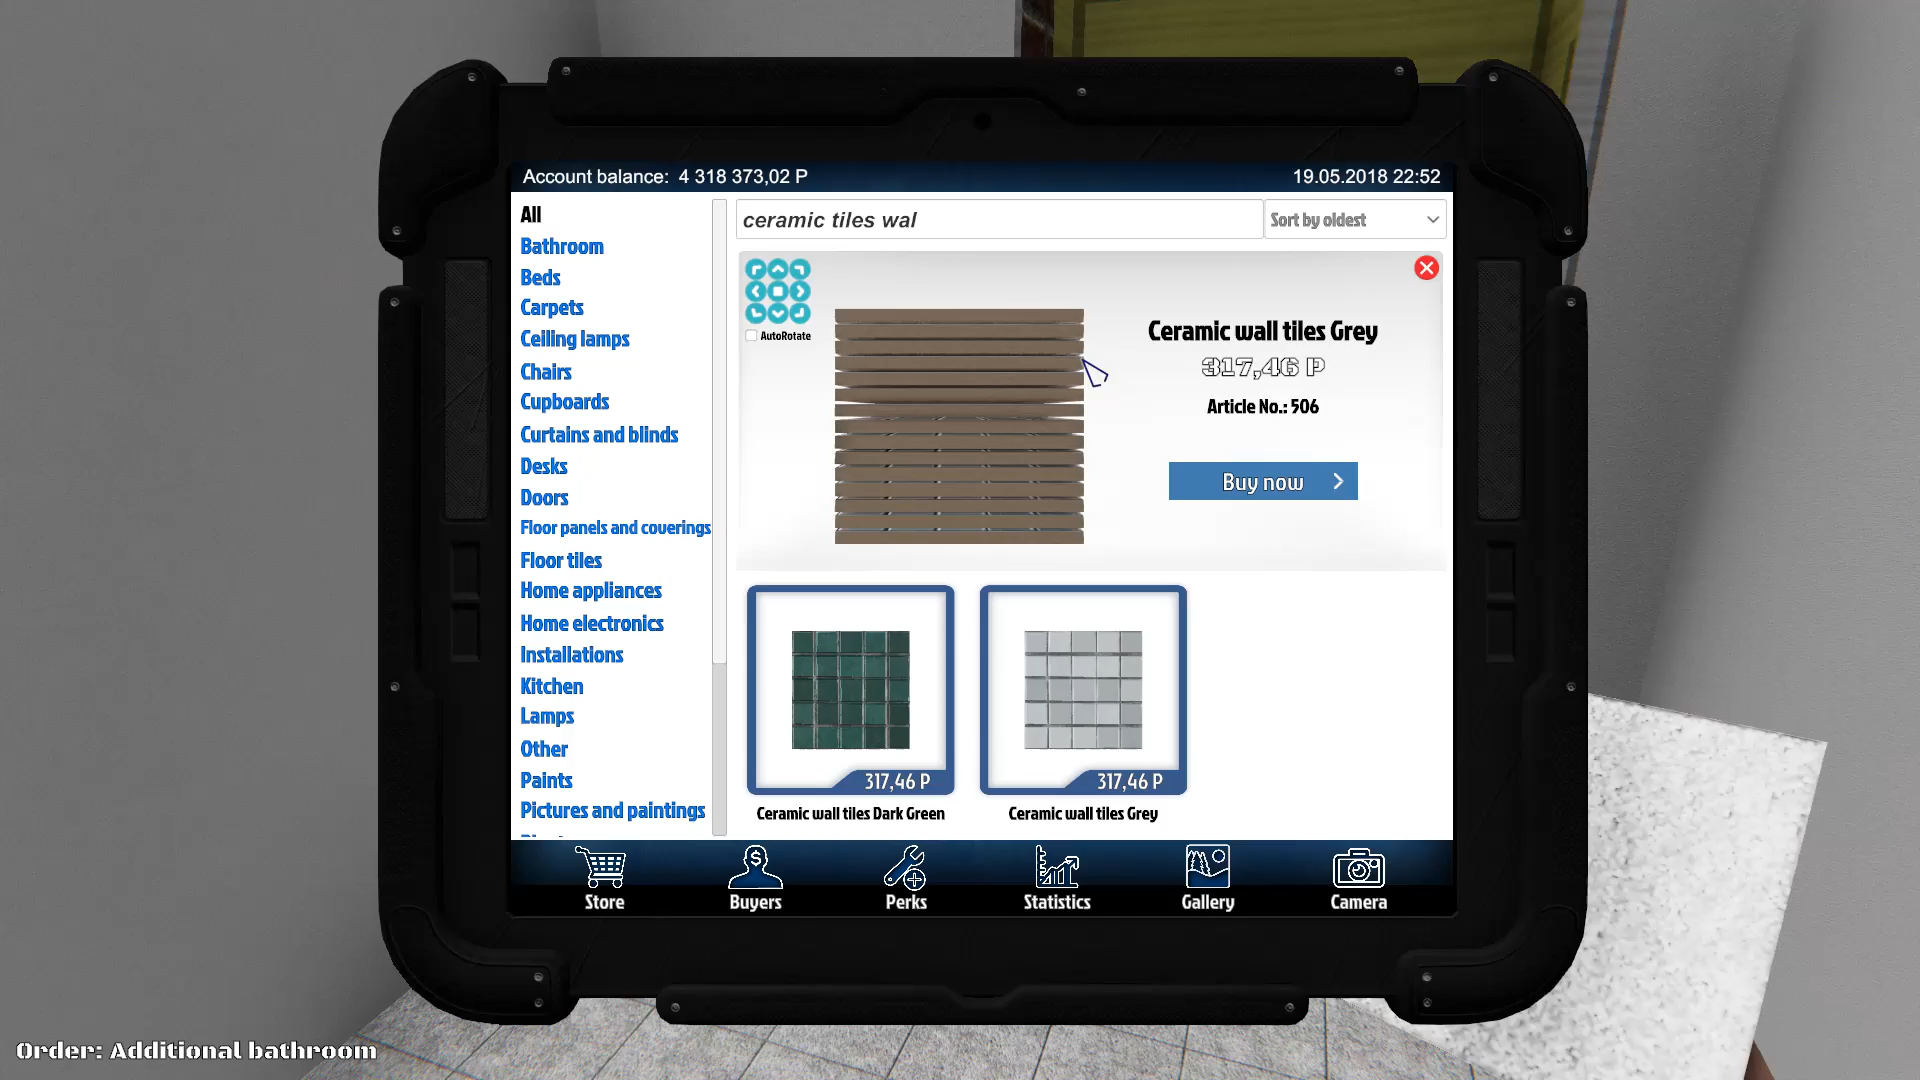 Account balance: 4 318 373,02 P
19.05.2018 22:52
All
Bathroom
Beds
Carpets
Ceiling lamps
Chairs
Cupboards
Curtains and blinds
Desks
Doors
Floor panels and coverings
Floor tiles
Home appliances
Home electronics
Installations
Kitchen
Lamps
Other
Paints
Pictures and paintings
ceramic tiles wal
Sort by oldest
AutoRotate
Ceramic wall tiles Grey
317,46 P
Article No.: 506
Buy now
317,46 P
Ceramic wall tiles Dark Green
317,46 P
Ceramic wall tiles Grey
Store
Buyers
Perks
Statistics
Gallery
Camera
Order: Additional bathroom